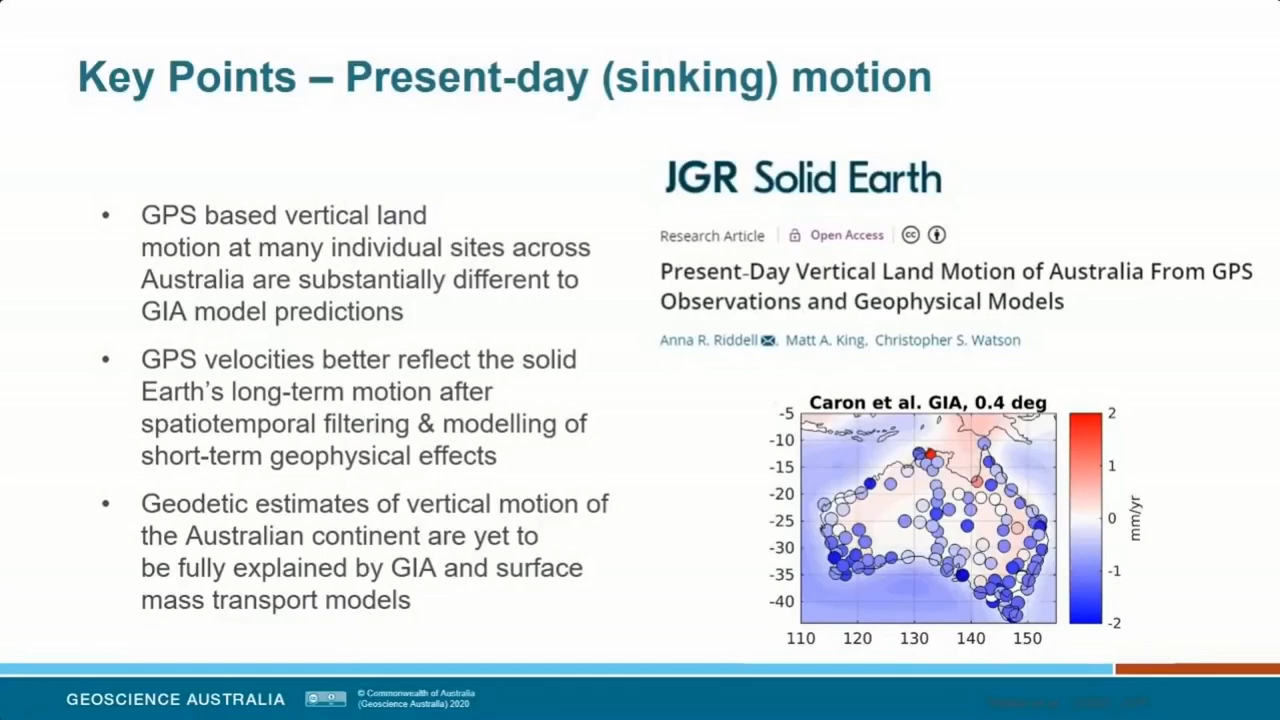 Key Points – Present-day (sinking) motion
• GPS based vertical land
motion at many individual sites across
Australia are substantially different to
GIA model predictions
• GPS velocities better reflect the solid
Earth’s long-term motion after
spatiotemporal filtering & modelling of
short-term geophysical effects
• Geodetic estimates of vertical motion of
the Australian continent are yet to
be fully explained by GIA and surface
mass transport models
JGR Solid Earth
Research Article | Open Access
Present-Day Vertical Land Motion of Australia From GPS
Observations and Geophysical Models
Anna R. Riddell, Matt A. King, Christopher S. Watson
Caron et al. GIA, 0.4 deg
-5
-10
-15
-20
-25
-30
-35
-40
110 120 130 140 150
2
1
0
-1
-2
mm/yr
GEOSCIENCE AUSTRALIA
© Commonwealth of Australia
(Geoscience Australia) 2020